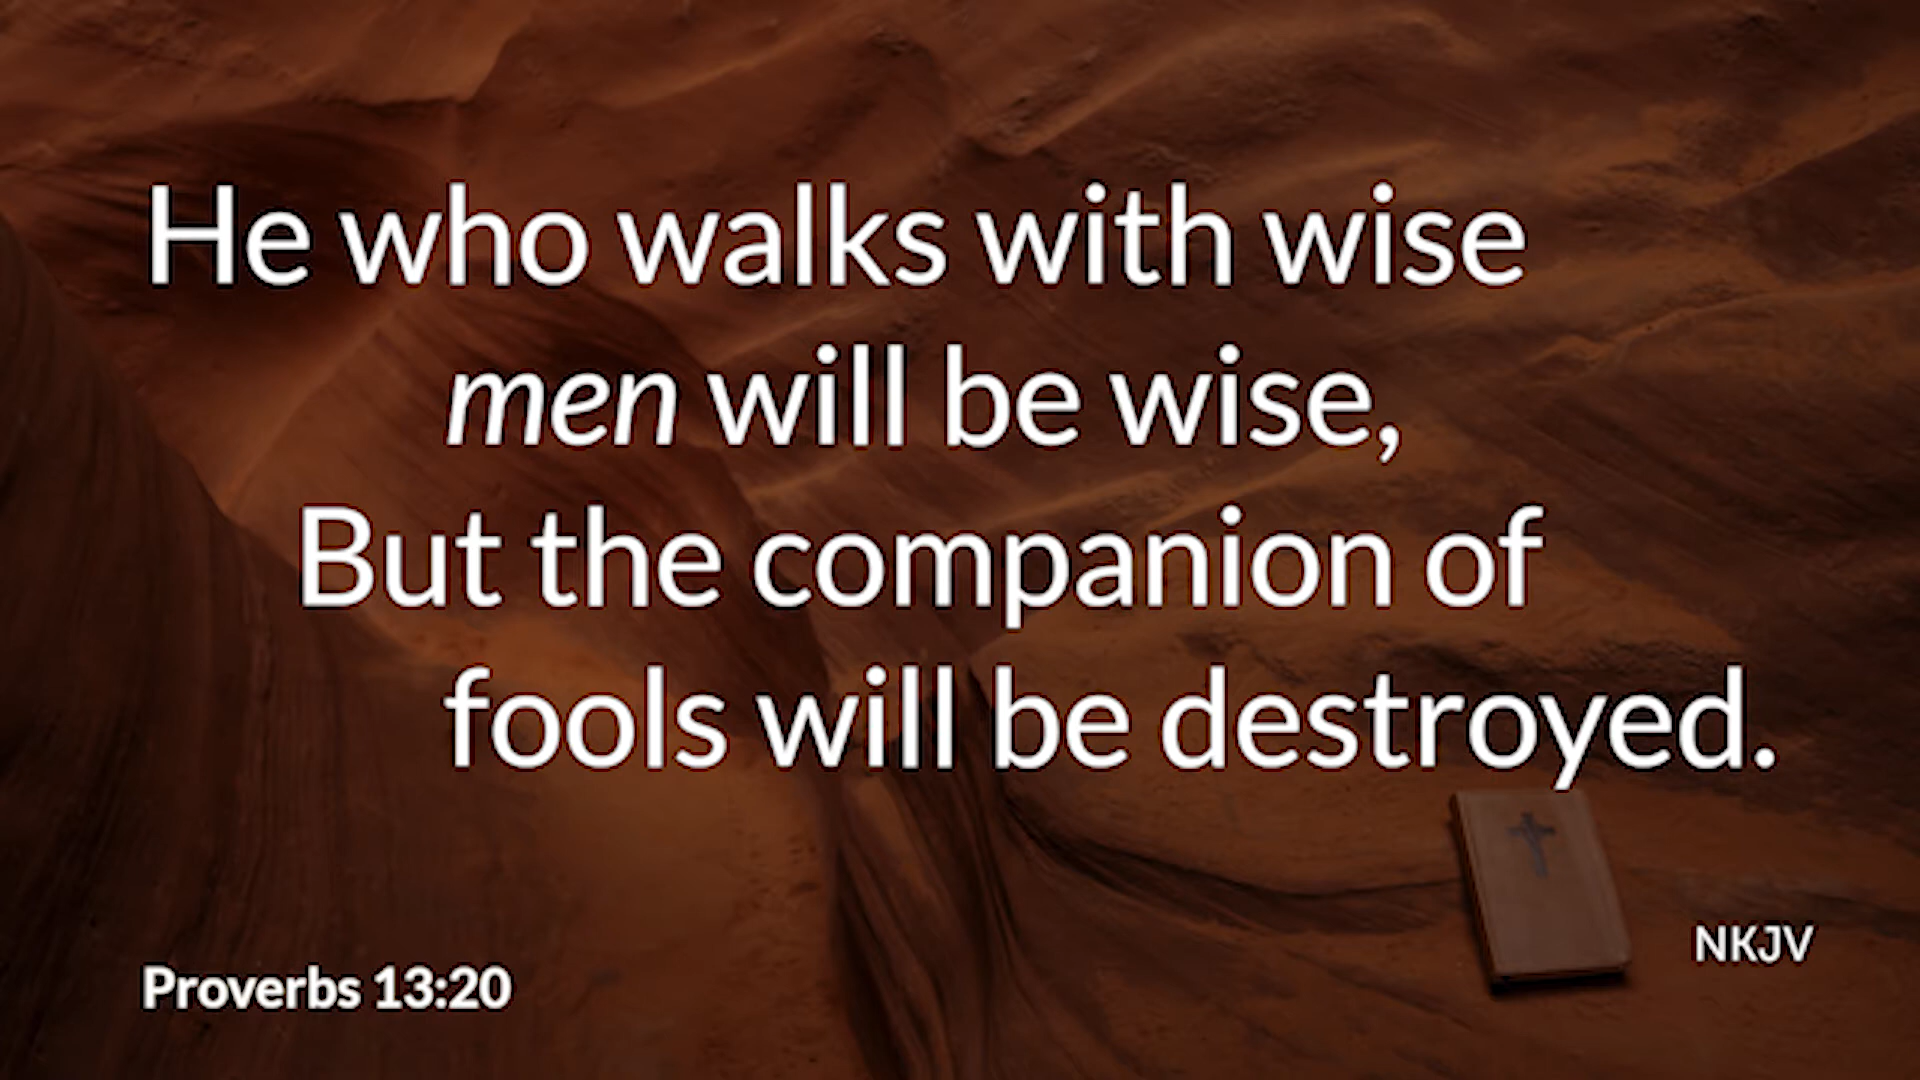 He who walks with wise
men will be wise,
But the companion of
fools will be destroyed.
NKJV
Proverbs 13:20